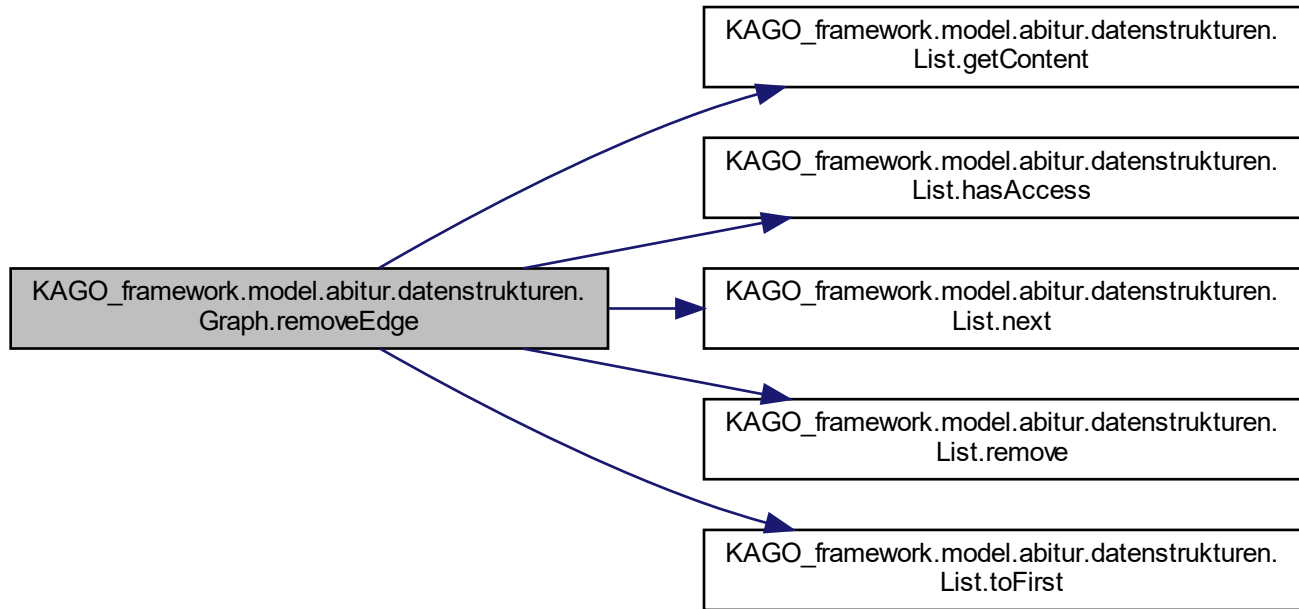 KAGO_framework.model.abitur.datenstrukturen.
List.getContent
KAGO_framework.model.abitur.datenstrukturen.
List.hasAccess
KAGO_framework.model.abitur.datenstrukturen.
Graph.removeEdge
KAGO_framework.model.abitur.datenstrukturen.
List.next
KAGO_framework.model.abitur.datenstrukturen.
List.remove
KAGO_framework.model.abitur.datenstrukturen.
List.toFirst